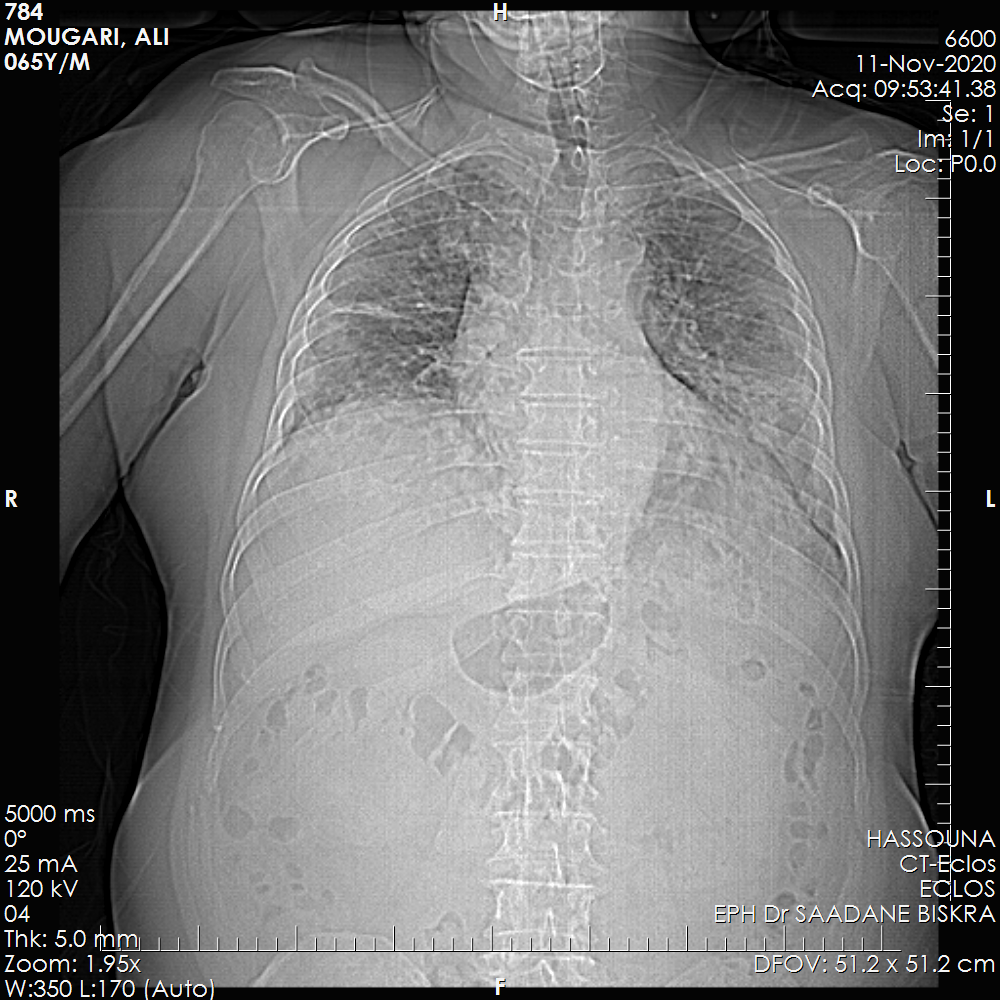 784
MOUGARI, ALI
065Y/M
H
6600
11-Nov-2020
Acq: 09:53:41.38
Se: 1
Im: 1/1
Loc: P0.0
R
L
5000 ms
0°
25 mA
120 kV
04
Thk: 5.0 mm
Zoom: 1.95x
W:350 L:170 (Auto)
F
HASSOUNA
CT-Eclos
ECLOS
EPH Dr SAADANE BISKRA
DFOV: 51.2 x 51.2 cm